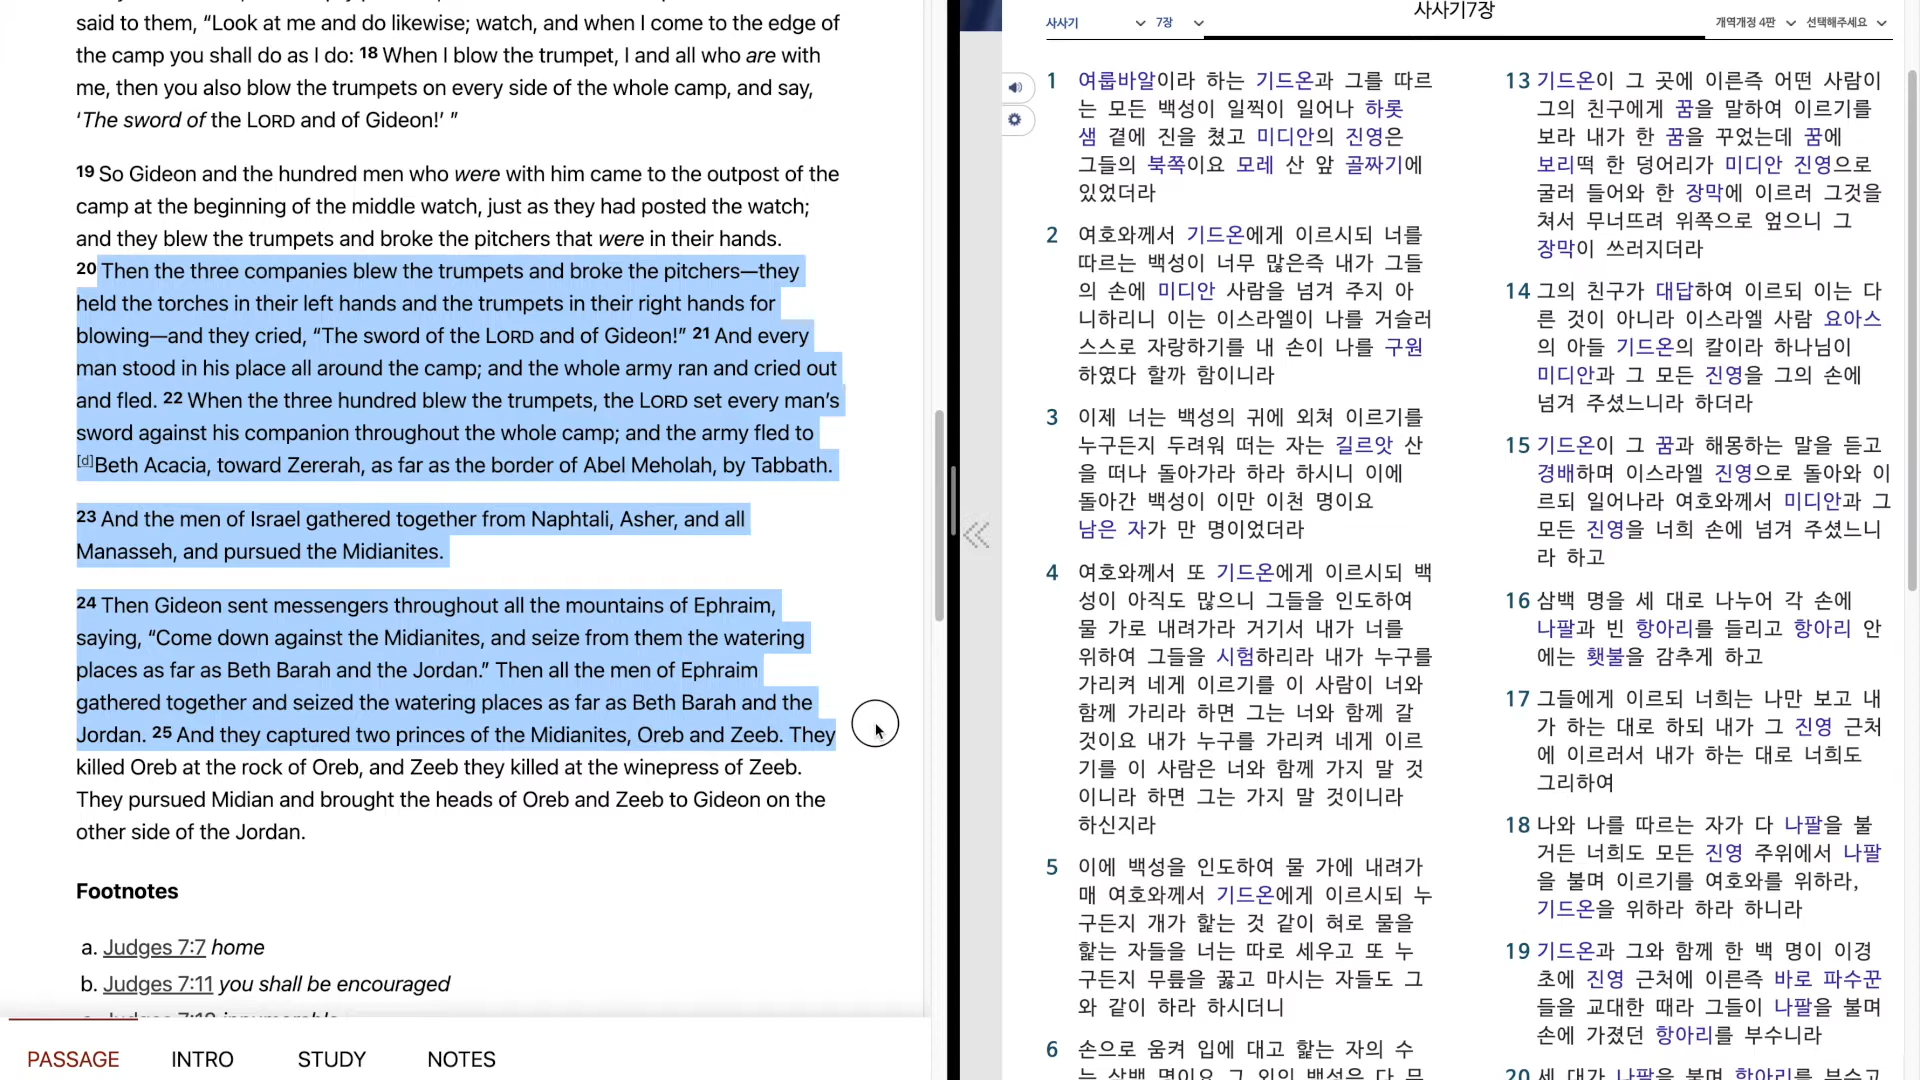 said to them, “Look at me and do likewise; watch, and when I come to the edge of
the camp you shall do as I do: 18 When I blow the trumpet, I and all who are with
me, then you also blow the trumpets on every side of the whole camp, and say,
‘The sword of the LORD and of Gideon!’ ”
19 So Gideon and the hundred men who were with him came to the outpost of the
camp at the beginning of the middle watch, just as they had posted the watch;
and they blew the trumpets and broke the pitchers that were in their hands.
20 Then the three companies blew the trumpets and broke the pitchers—they
held the torches in their left hands and the trumpets in their right hands for
blowing—and they cried, “The sword of the LORD and of Gideon!” 21 And every
man stood in his place all around the camp; and the whole army ran and cried out
and fled. 22 When the three hundred blew the trumpets, the LORD set every man’s
sword against his companion throughout the whole camp; and the army fled to
[d]Beth Acacia, toward Zererah, as far as the border of Abel Meholah, by Tabbath.
23 And the men of Israel gathered together from Naphtali, Asher, and all
Manasseh, and pursued the Midianites.
24 Then Gideon sent messengers throughout all the mountains of Ephraim,
saying, “Come down against the Midianites, and seize from them the watering
places as far as Beth Barah and the Jordan.” Then all the men of Ephraim
gathered together and seized the watering places as far as Beth Barah and the
Jordan. 25 And they captured two princes of the Midianites, Oreb and Zeeb. They
killed Oreb at the rock of Oreb, and Zeeb they killed at the winepress of Zeeb.
They pursued Midian and brought the heads of Oreb and Zeeb to Gideon on the
other side of the Jordan.
Footnotes
a. Judges 7:7 home
b. Judges 7:11 you shall be encouraged
PASSAGE INTRO STUDY NOTES
사사기 7장
사사기7장
개역개정 4판 선택해주세요
1 여룹바알이라 하는 기드온과 그를 따르
는 모든 백성이 일찍이 일어나 하롯
샘 곁에 진을 쳤고 미디안의 진영은
그들의 북쪽이요 모레 산 앞 골짜기에
있었더라
2 여호와께서 기드온에게 이르시되 너를
따르는 백성이 너무 많은즉 내가 그들
의 손에 미디안 사람을 넘겨 주지 아
니하리니 이는 이스라엘이 나를 거슬러
스스로 자랑하기를 내 손이 나를 구원
하였다 할까 함이니라
3 이제 너는 백성의 귀에 외쳐 이르기를
누구든지 두려워 떠는 자는 길르앗 산
을 떠나 돌아가라 하라 하시니 이에
돌아간 백성이 이만 이천 명이요
남은 자가 만 명이었더라
4 여호와께서 또 기드온에게 이르시되 백
성이 아직도 많으니 그들을 인도하여
물 가로 내려가라 거기서 내가 너를
위하여 그들을 시험하리라 내가 누구를
가리켜 네게 이르기를 이 사람이 너와
함께 가리라 하면 그는 너와 함께 갈
것이요 내가 누구를 가리켜 네게 이르
기를 이 사람은 너와 함께 가지 말 것
이니라 하면 그는 가지 말 것이니라
하신지라
5 이에 백성을 인도하여 물 가에 내려가
매 여호와께서 기드온에게 이르시되 누
구든지 개가 핥는 것 같이 혀로 물을
핥는 자들을 너는 따로 세우고 또 누
구든지 무릎을 꿇고 마시는 자들도 그
와 같이 하라 하시더니
6 손으로 움켜 입에 대고 핥는 자의 수
는 삼백 명이요 그 외의 백성은 다 무
13 기드온이 그 곳에 이른즉 어떤 사람이
그의 친구에게 꿈을 말하여 이르기를
보라 내가 한 꿈을 꾸었는데 꿈에
보리떡 한 덩어리가 미디안 진영으로
굴러 들어와 한 장막에 이르러 그것을
쳐서 무너뜨려 위쪽으로 엎으니 그
장막이 쓰러지더라
14 그의 친구가 대답하여 이르되 이는 다
른 것이 아니라 이스라엘 사람 요아스
의 아들 기드온의 칼이라 하나님이
미디안과 그 모든 진영을 그의 손에
넘겨 주셨느니라 하더라
15 기드온이 그 꿈과 해몽하는 말을 듣고
경배하며 이스라엘 진영으로 돌아와 이
르되 일어나라 여호와께서 미디안과 그
모든 진영을 너희 손에 넘겨 주셨느니
라 하고
16 삼백 명을 세 대로 나누어 각 손에
나팔과 빈 항아리를 들리고 항아리 안
에는 횃불을 감추게 하고
17 그들에게 이르되 너희는 나만 보고 내
가 하는 대로 하되 내가 그 진영 근처
에 이르러서 내가 하는 대로 너희도
그리하여
18 나와 나를 따르는 자가 다 나팔을 불
거든 너희도 모든 진영 주위에서 나팔
을 불며 이르기를 여호와를 위하라,
기드온을 위하라 하라 하니라
19 기드온과 그와 함께 한 백 명이 이경
초에 진영 근처에 이른즉 바로 파수꾼
들을 교대한 때라 그들이 나팔을 불며
손에 가졌던 항아리를 부수니라
20 세 대가 나팔을 불며 항아리를 부수고